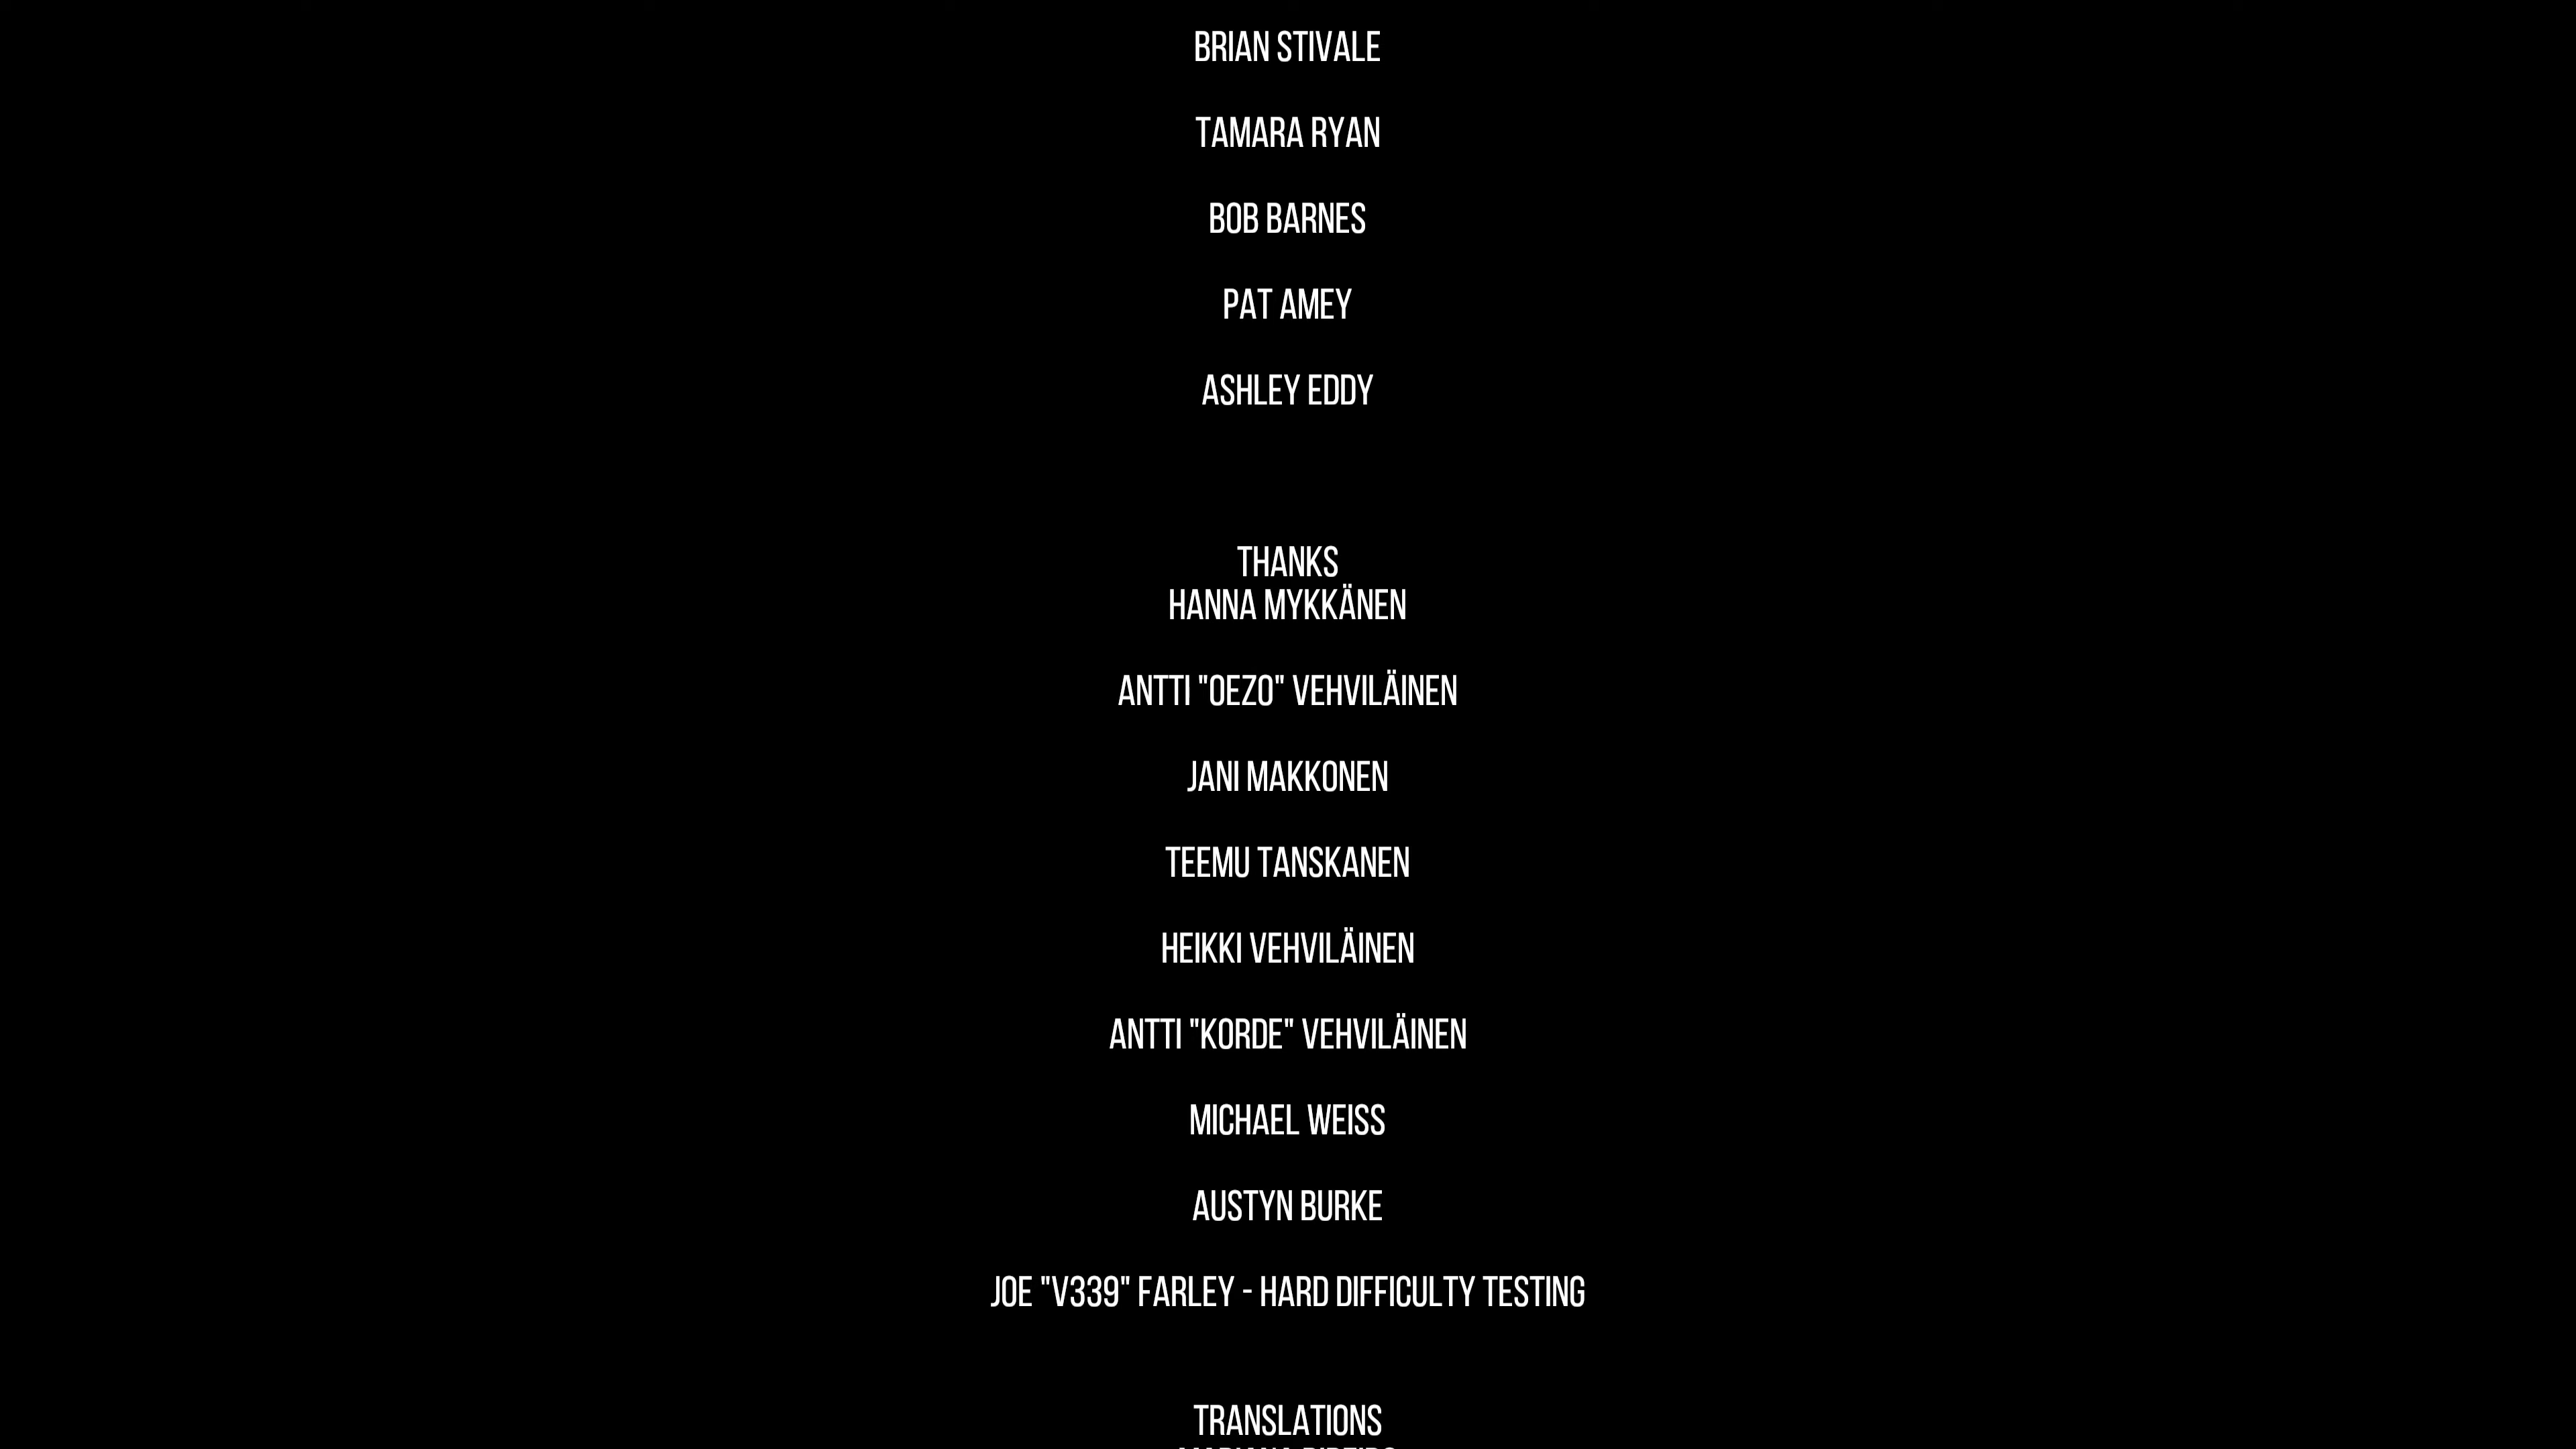 BRIAN STIVALE
TAMARA RYAN
BOB BARNES
PAT AMEY
ASHLEY EDDY
THANKS
HANNA MYKKÄNEN
ANTTI "OEZO" VEHVILÄINEN
JANI MAKKONEN
TEEMU TANSKANEN
HEIKKI VEHVILÄINEN
ANTTI "KORDE" VEHVILÄINEN
MICHAEL WEISS
AUSTYN BURKE
JOE "V339" FARLEY - HARD DIFFICULTY TESTING
TRANSLATIONS